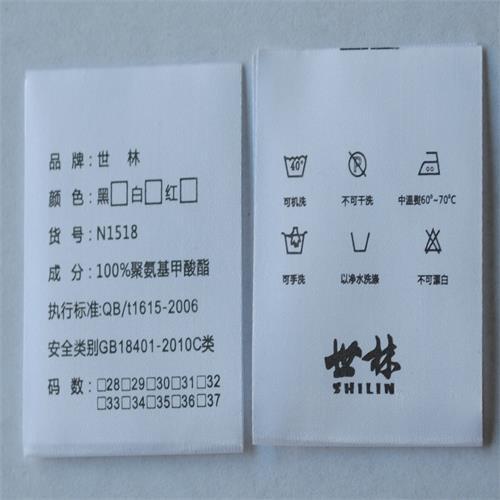 品牌:世 林
颜色:黑□白□红□
货号:N1518
成分:100%聚氨基甲酸酯
执行标准:QB/t1615-2006
安全类别GB18401-2010C类
码数:□28□29□30□31□32
□33□34□35□36□37
40°
可机洗 不可干洗 中温熨60°~70℃
可手洗 以净水洗涤 不可漂白
世林
SHILIN